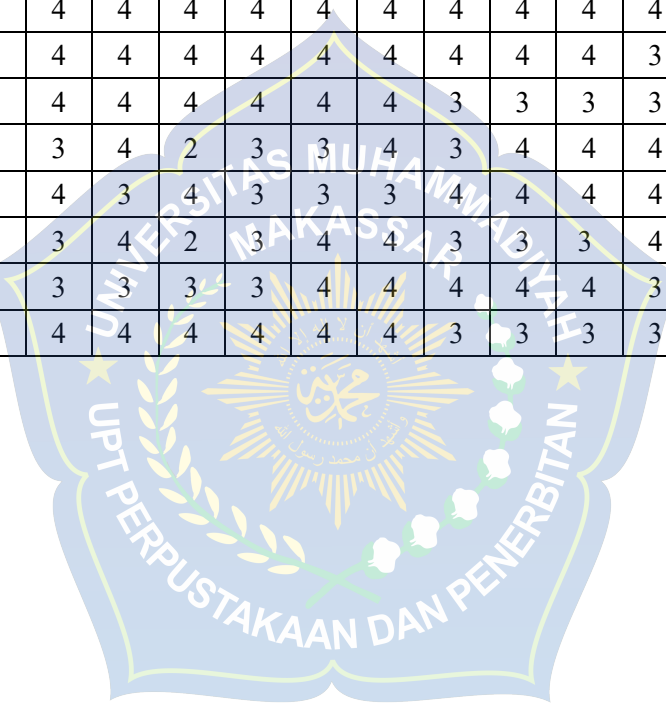 4 4 4 4 4 4 4 4 4 4
4 4 4 4 4 4 4 4 4 3
4 4 4 4 4 4 3 3 3 3
3 4 2 3 3 4 3 4 4 4
4 3 4 3 3 3 4 4 4 4
3 4 2 3 4 4 3 3 3 4
3 3 3 3 4 4 4 4 4 3
4 4 4 4 4 4 3 3 3 3
UNIVERSITAS MUHAMMADIYAH
MAKASSAR
UPT PERPUSTAKAAN DAN PENERBITAN